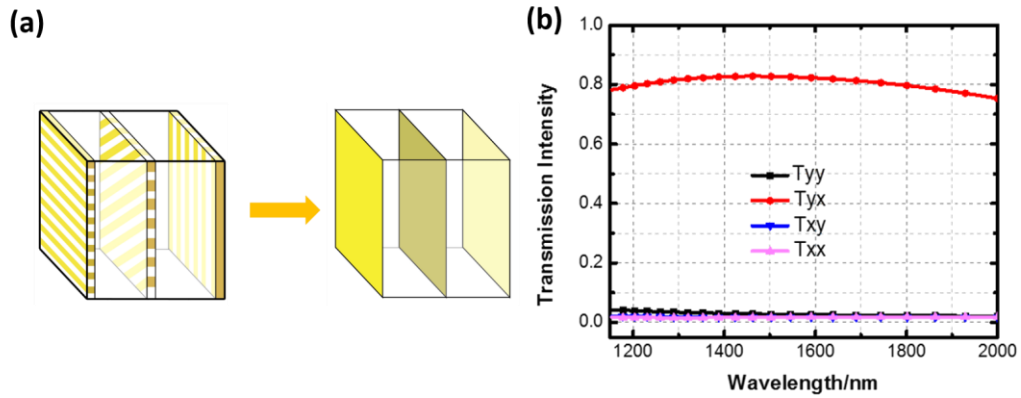 (a)
(b)
1.0
0.8
0.6
0.4
0.2
0.0
Transmission Intensity
Tyy
Tyx
Txy
Txx
1200
1400
1600
1800
2000
Wavelength/nm